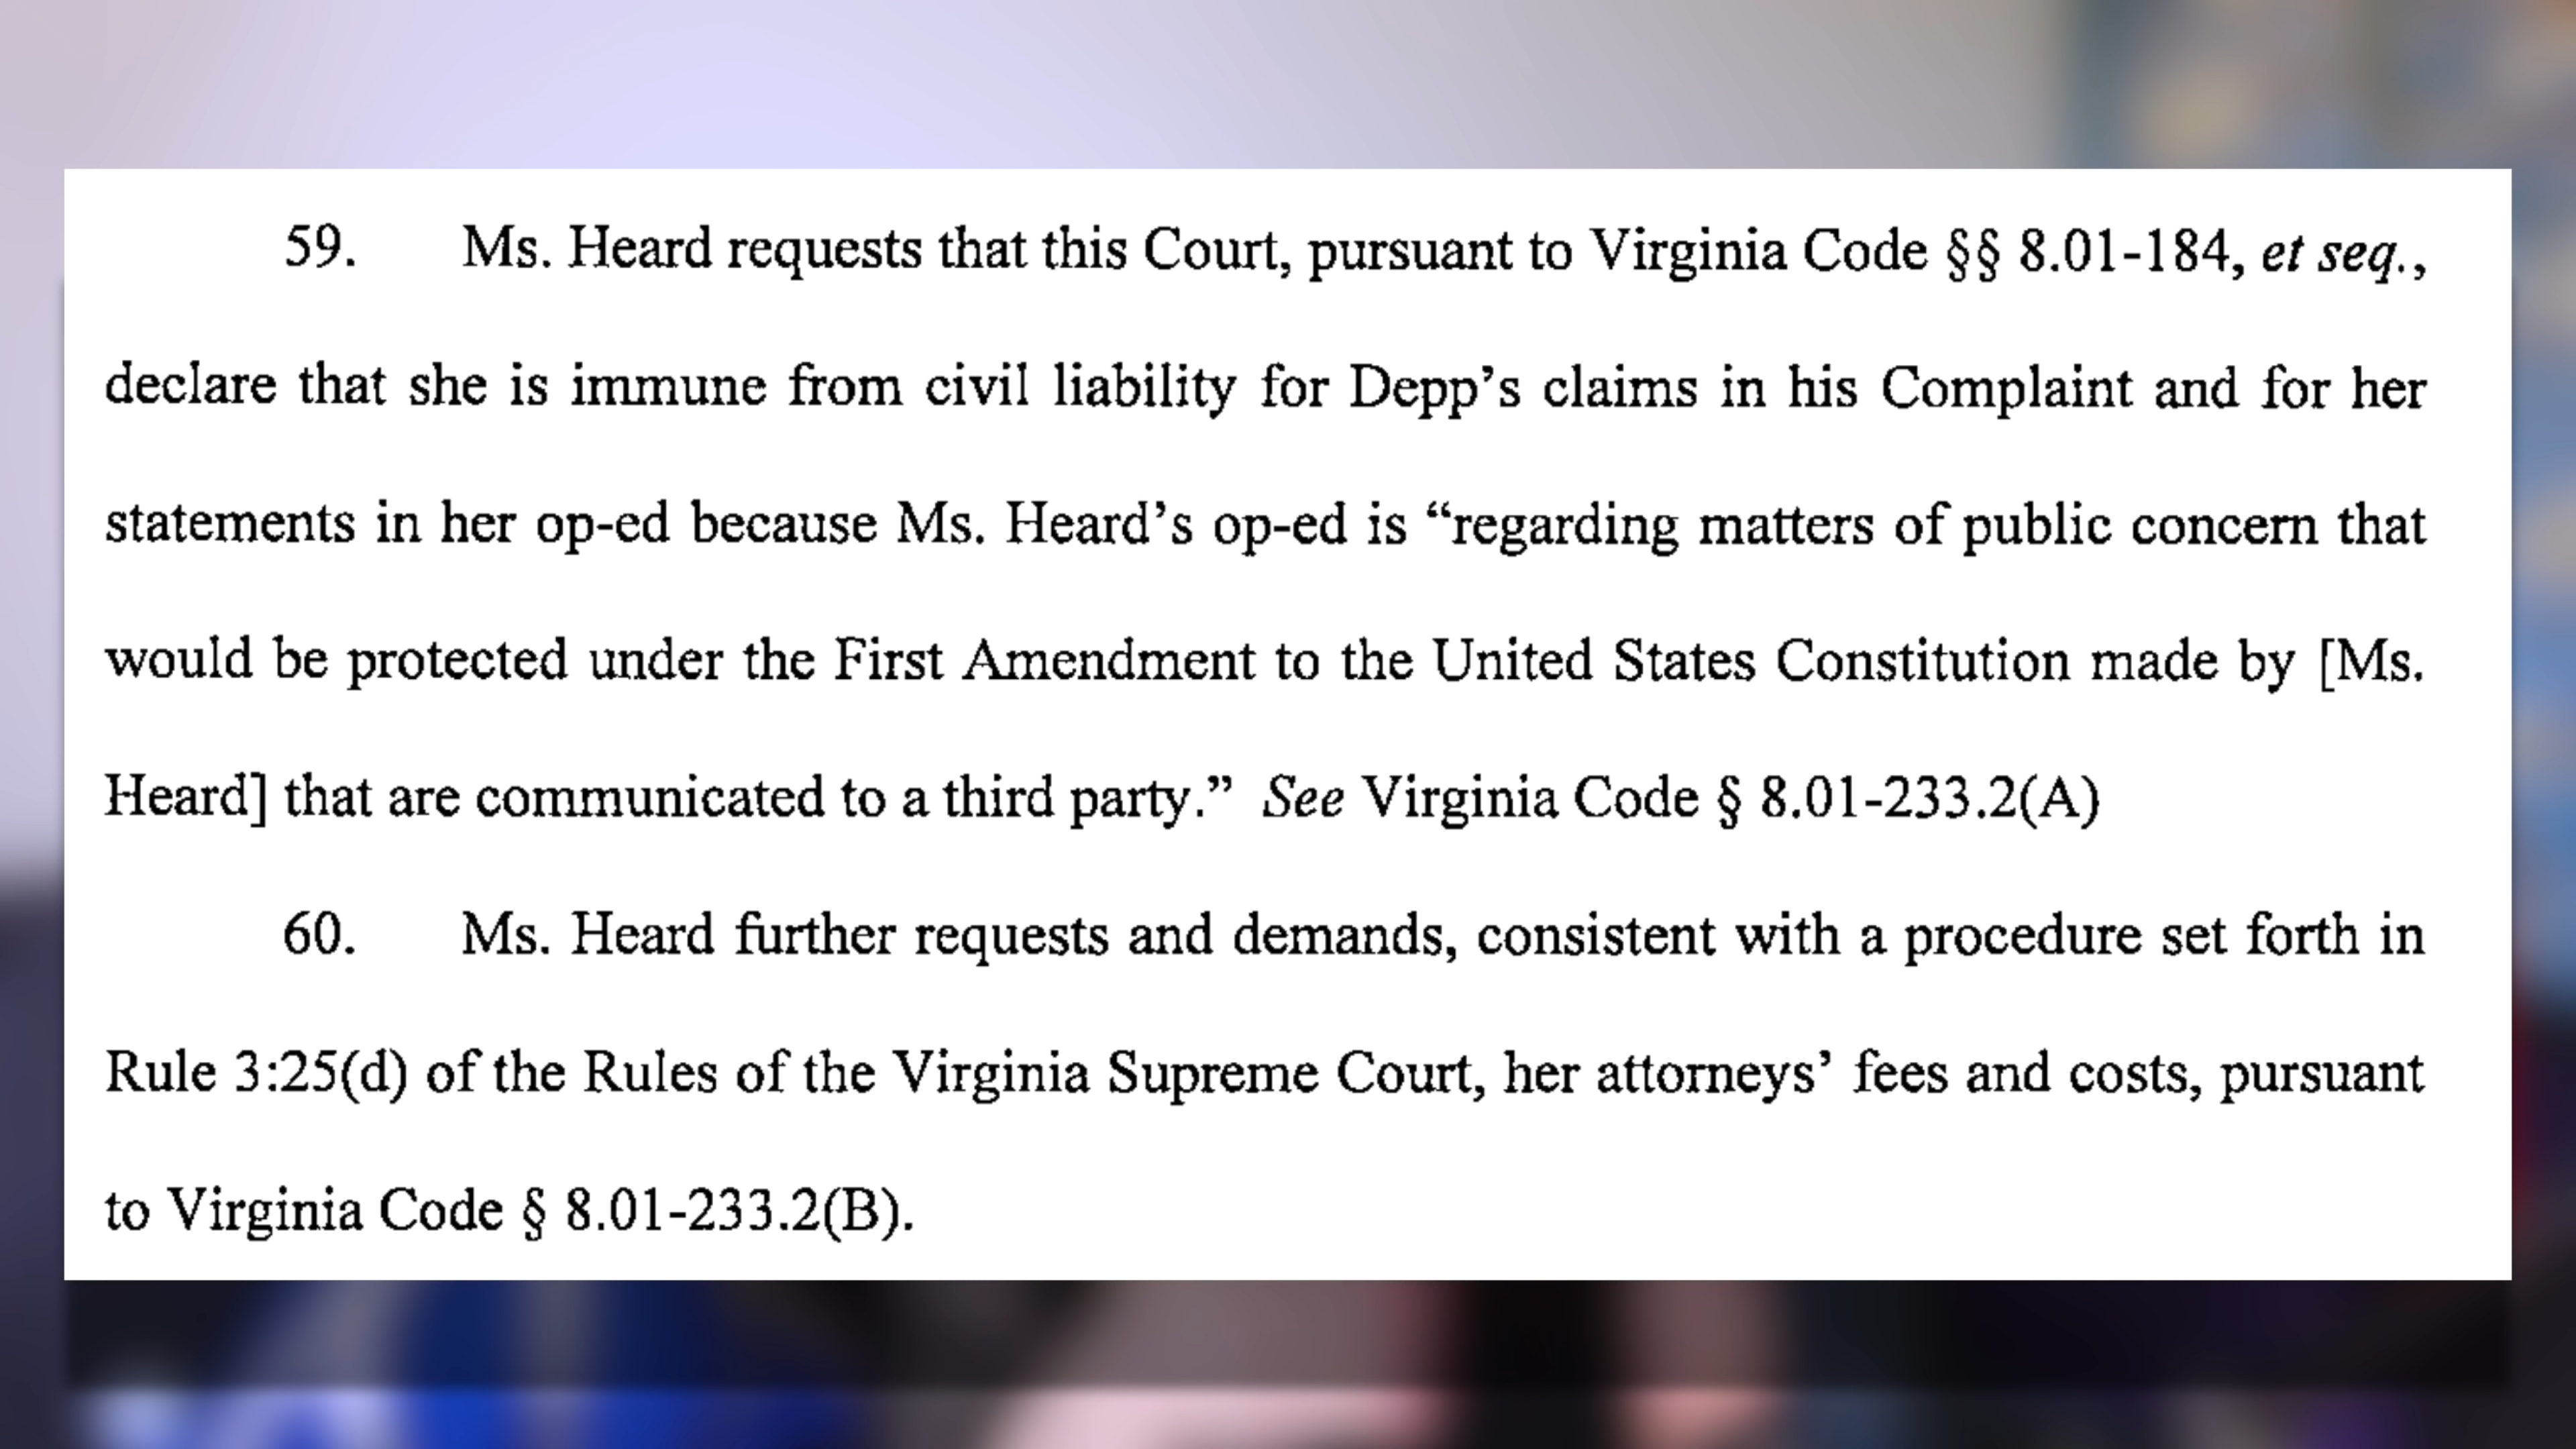 59. Ms. Heard requests that this Court, pursuant to Virginia Code §§ 8.01-184, et seq.,
declare that she is immune from civil liability for Depp’s claims in his Complaint and for her
statements in her op-ed because Ms. Heard’s op-ed is “regarding matters of public concern that
would be protected under the First Amendment to the United States Constitution made by [Ms.
Heard] that are communicated to a third party.” See Virginia Code § 8.01-233.2(A)
60. Ms. Heard further requests and demands, consistent with a procedure set forth in
Rule 3:25(d) of the Rules of the Virginia Supreme Court, her attorneys’ fees and costs, pursuant
to Virginia Code § 8.01-233.2(B).